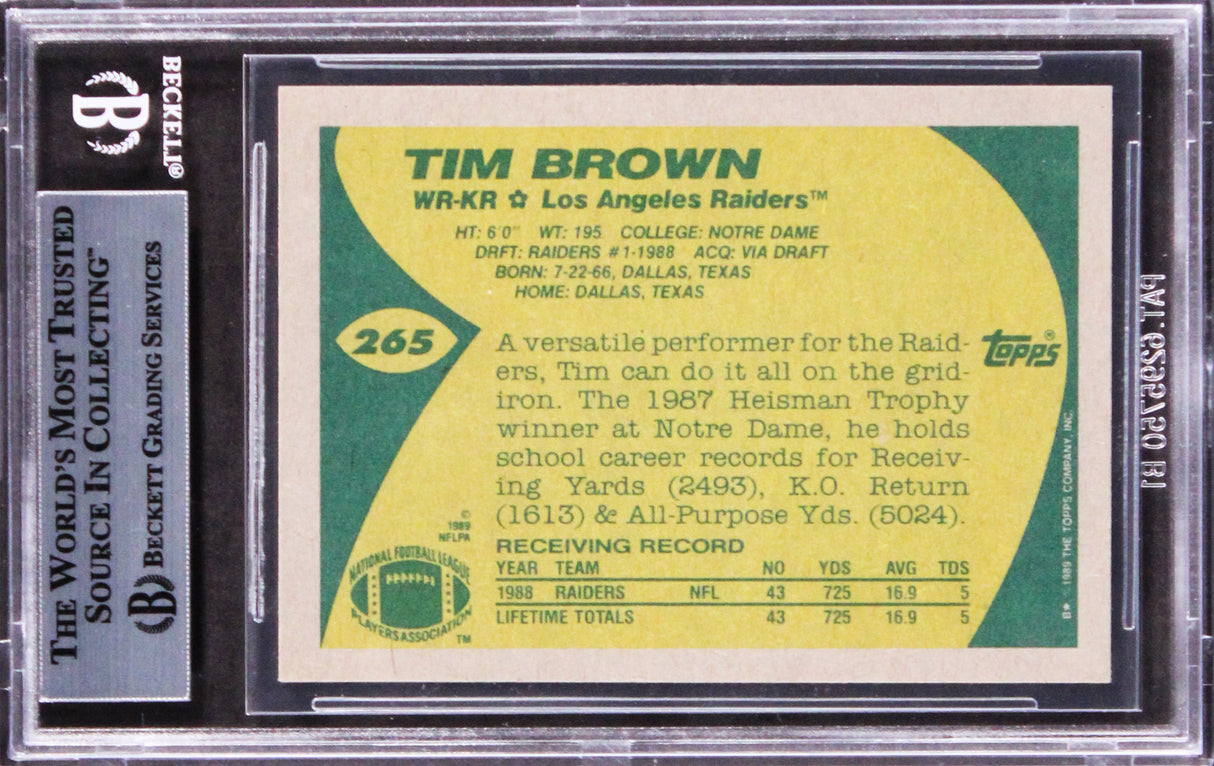 BECKETT®
B
THE WORLD'S MOST TRUSTED
SOURCE IN COLLECTING™
B BECKETT GRADING SERVICES
TIM BROWN
WR-KR ✿ Los Angeles Raiders™
HT: 6'0" WT: 195 COLLEGE: NOTRE DAME
DRFT: RAIDERS #1-1988 ACQ: VIA DRAFT
BORN: 7-22-66, DALLAS, TEXAS
HOME: DALLAS, TEXAS
265
topps®
A versatile performer for the Raid-
ers, Tim can do it all on the grid-
iron. The 1987 Heisman Trophy
winner at Notre Dame, he holds
school career records for Receiv-
ing Yards (2493), K.O. Return
(1613) & All-Purpose Yds. (5024).
©
1989
NFLPA
NATIONAL FOOTBALL LEAGUE
PLAYERS ASSOCIATION
TM
RECEIVING RECORD
YEAR TEAM NO YDS AVG TDS
1988 RAIDERS NFL 43 725 16.9 5
LIFETIME TOTALS 43 725 16.9 5
B* ©1989 THE TOPPS COMPANY, INC.
PAT. 6295750 B1